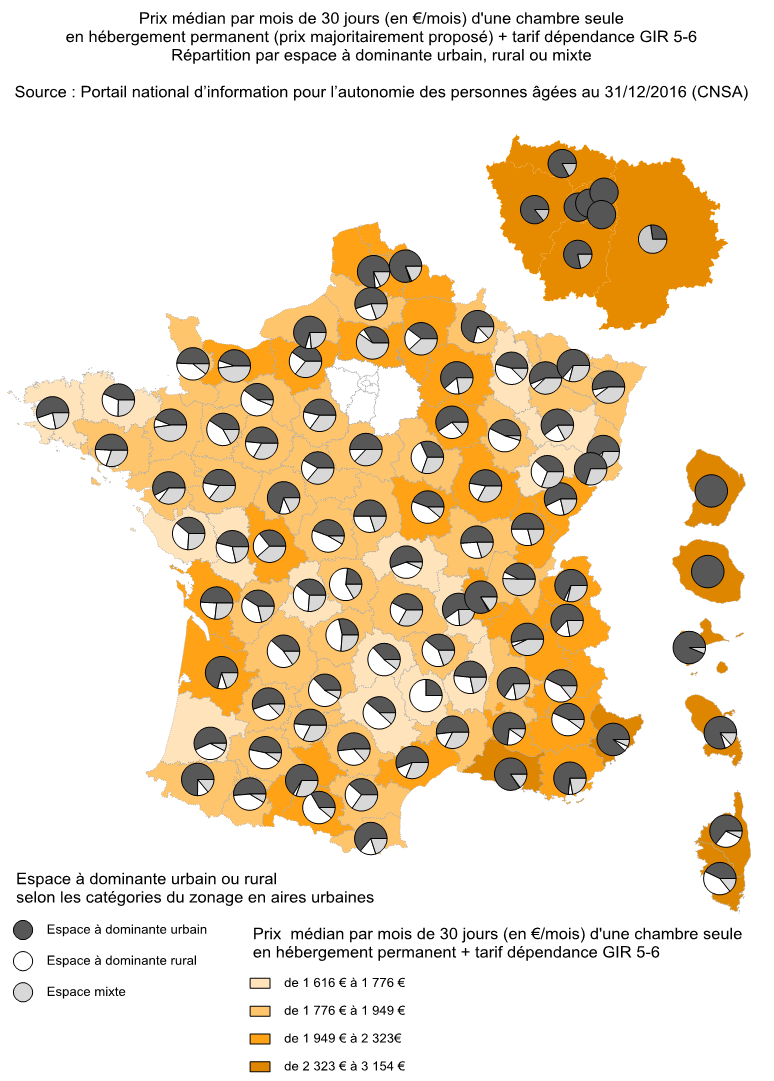 Prix médian par mois de 30 jours (en €/mois) d'une chambre seule
en hébergement permanent (prix majoritairement proposé) + tarif dépendance GIR 5-6
Répartition par espace à dominante urbain, rural ou mixte
Source : Portail national d'information pour l'autonomie des personnes âgées au 31/12/2016 (CNSA)
Espace à dominante urbain ou rural
selon les catégories du zonage en aires urbaines
Espace à dominante urbain
Espace à dominante rural
Espace mixte
Prix médian par mois de 30 jours (en €/mois) d'une chambre seule
en hébergement permanent + tarif dépendance GIR 5-6
de 1 616 € à 1 776 €
de 1 776 € à 1 949 €
de 1 949 € à 2 323€
de 2 323 € à 3 154 €